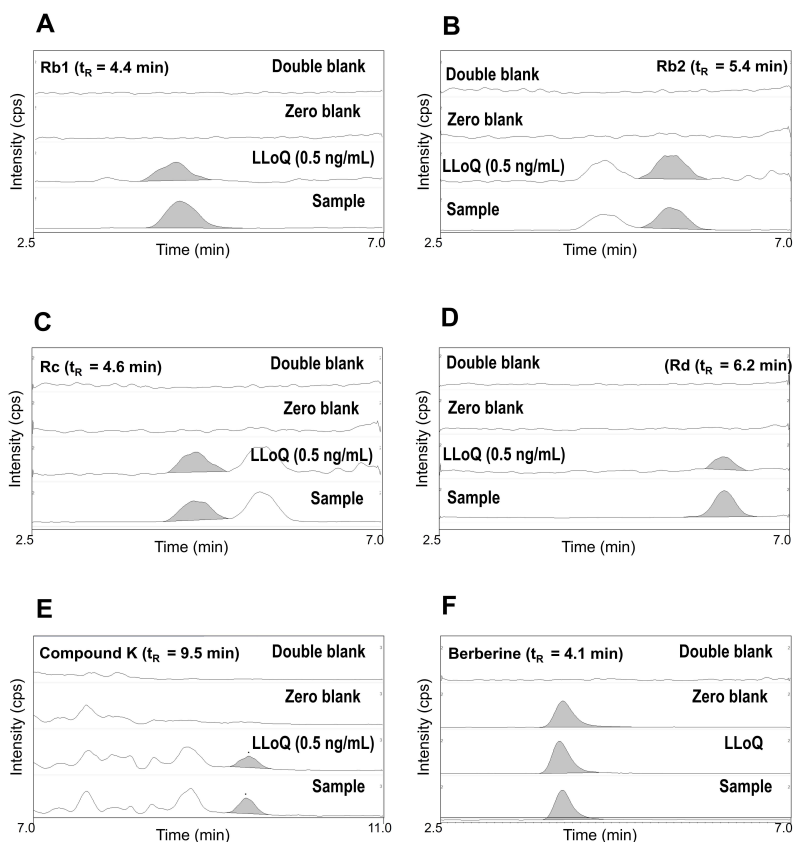 A
Rb1 (tR = 4.4 min)
Double blank
Zero blank
LLoQ (0.5 ng/mL)
Sample
Intensity (cps)
2.5
7.0
Time (min)
B
Rb2 (tR = 5.4 min)
Double blank
Zero blank
LLoQ (0.5 ng/mL)
Sample
Intensity (cps)
2.5
7.0
Time (min)
C
Rc (tR = 4.6 min)
Double blank
Zero blank
LLoQ (0.5 ng/mL)
Sample
Intensity (cps)
2.5
7.0
Time (min)
D
(Rd (tR = 6.2 min)
Double blank
Zero blank
LLoQ (0.5 ng/mL)
Sample
Intensity (cps)
2.5
7.0
Time (min)
E
Compound K (tR = 9.5 min)
Double blank
Zero blank
LLoQ (0.5 ng/mL)
Sample
Intensity (cps)
7.0
11.0
Time (min)
F
Berberine (tR = 4.1 min)
Double blank
Zero blank
LLoQ
Sample
Intensity (cps)
2.5
7.0
Time (min)